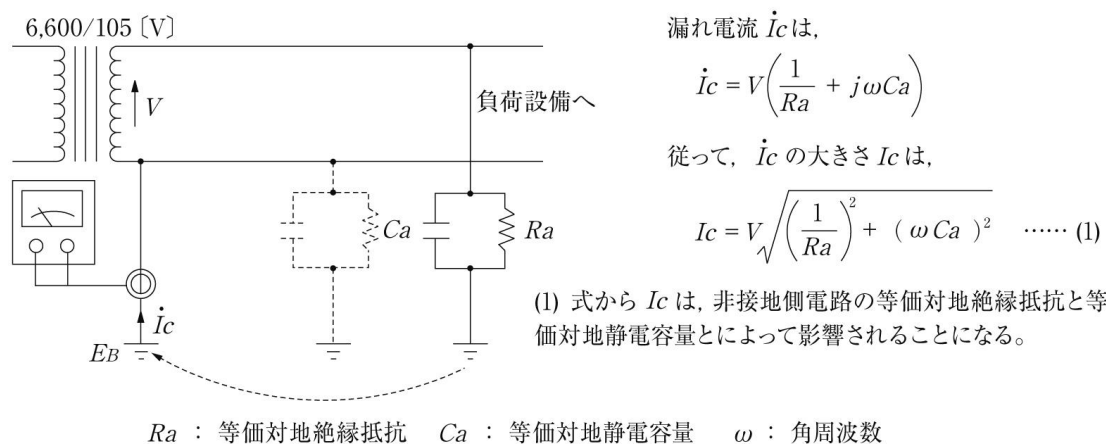 6,600/105〔V〕
V
負荷設備へ
Ca
Ra
İc
EB
漏れ電流 İc は,
İc = V(1/Ra + jωCa)
従って, İc の大きさ Ic は,
Ic = V√((1/Ra)² + (ωCa)²) …… (1)
(1) 式から Ic は, 非接地側電路の等価対地絶縁抵抗と等
価対地静電容量とによって影響されることになる。
Ra : 等価対地絶縁抵抗 Ca : 等価対地静電容量 ω : 角周波数